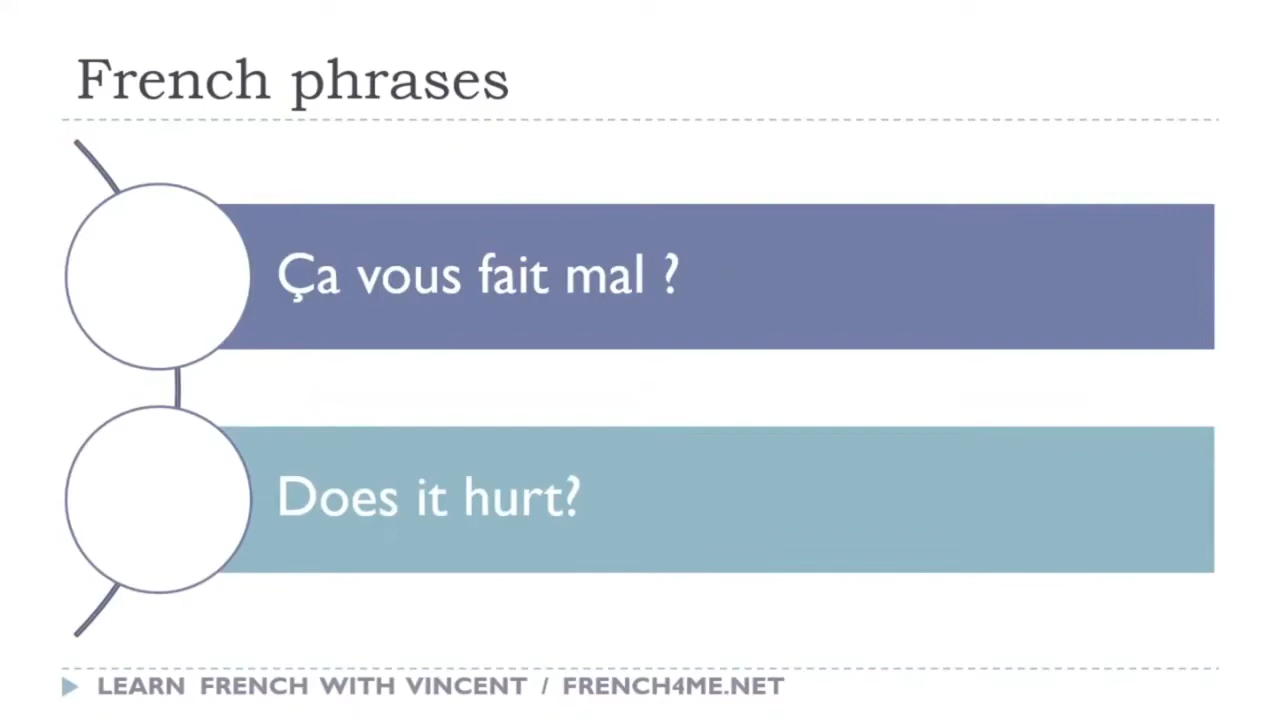 French phrases
Ça vous fait mal ?
Does it hurt?
LEARN FRENCH WITH VINCENT / FRENCH4ME.NET